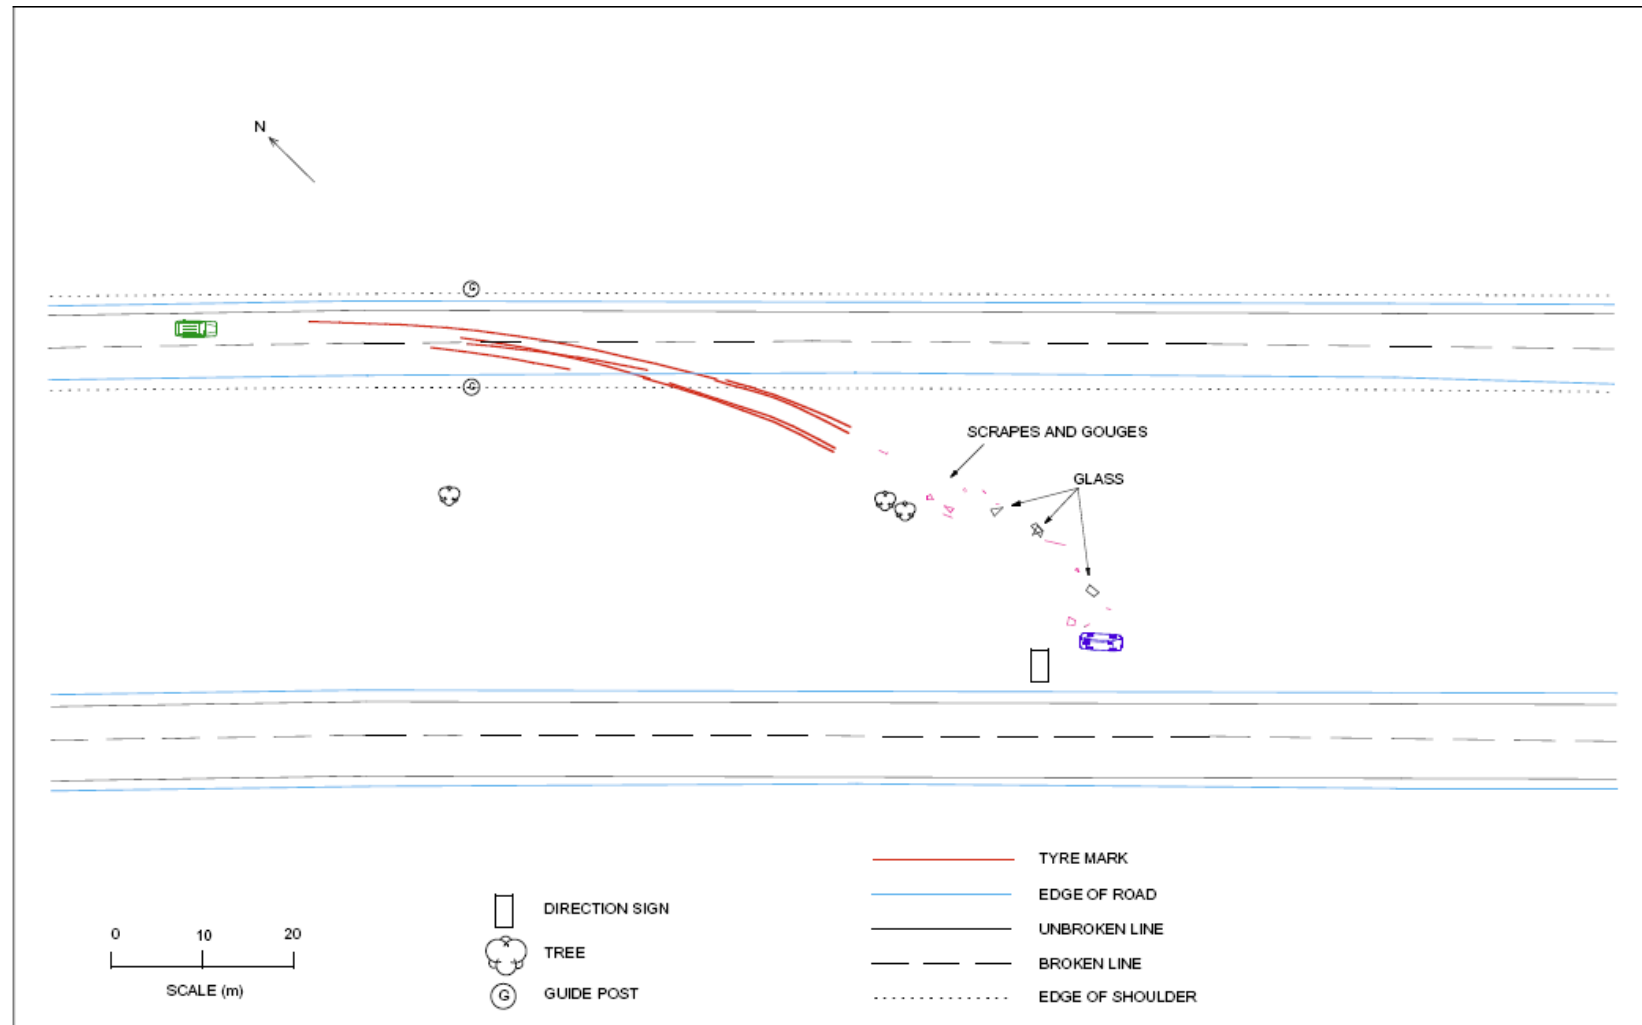 N
G
G
SCRAPES AND GOUGES
GLASS
TYRE MARK
EDGE OF ROAD
DIRECTION SIGN
UNBROKEN LINE
0 10 20
TREE
BROKEN LINE
SCALE (m)
G GUIDE POST
EDGE OF SHOULDER